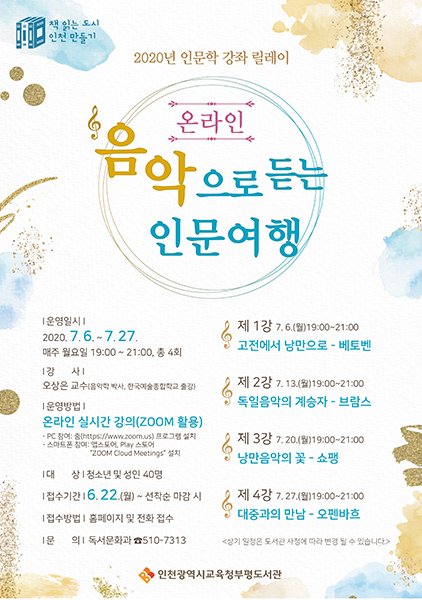 책 읽는 도시
인천 만들기
2020년 인문학 강좌 릴레이
온라인
음악으로 듣는
인문여행
|운영일시|
2020. 7. 6. ~ 7. 27.
매주 월요일 19:00 ~ 21:00, 총 4회
|강 사|
오상은 교수(음악학 박사, 한국예술종합학교 출강)
|운영방법|
온라인 실시간 강의(ZOOM 활용)
- PC 참여: 줌(https://www.zoom.us) 프로그램 설치
- 스마트폰 참여: 앱스토어, Play 스토어
"ZOOM Cloud Meetings" 설치
|대 상| 청소년 및 성인 40명
|접수기간| 6. 22.(월) ~ 선착순 마감 시
|접수방법| 홈페이지 및 전화 접수
|문 의| 독서문화과 ☎510-7313
제 1강 7. 6.(월)19:00~21:00
고전에서 낭만으로 - 베토벤
제 2강 7. 13.(월)19:00~21:00
독일음악의 계승자 - 브람스
제 3강 7. 20.(월)19:00~21:00
낭만음악의 꽃 - 쇼팽
제 4강 7. 27.(월)19:00~21:00
대중과의 만남 - 오펜바흐
<상기 일정은 도서관 사정에 따라 변경 될 수 있습니다.>
인천광역시교육청부평도서관